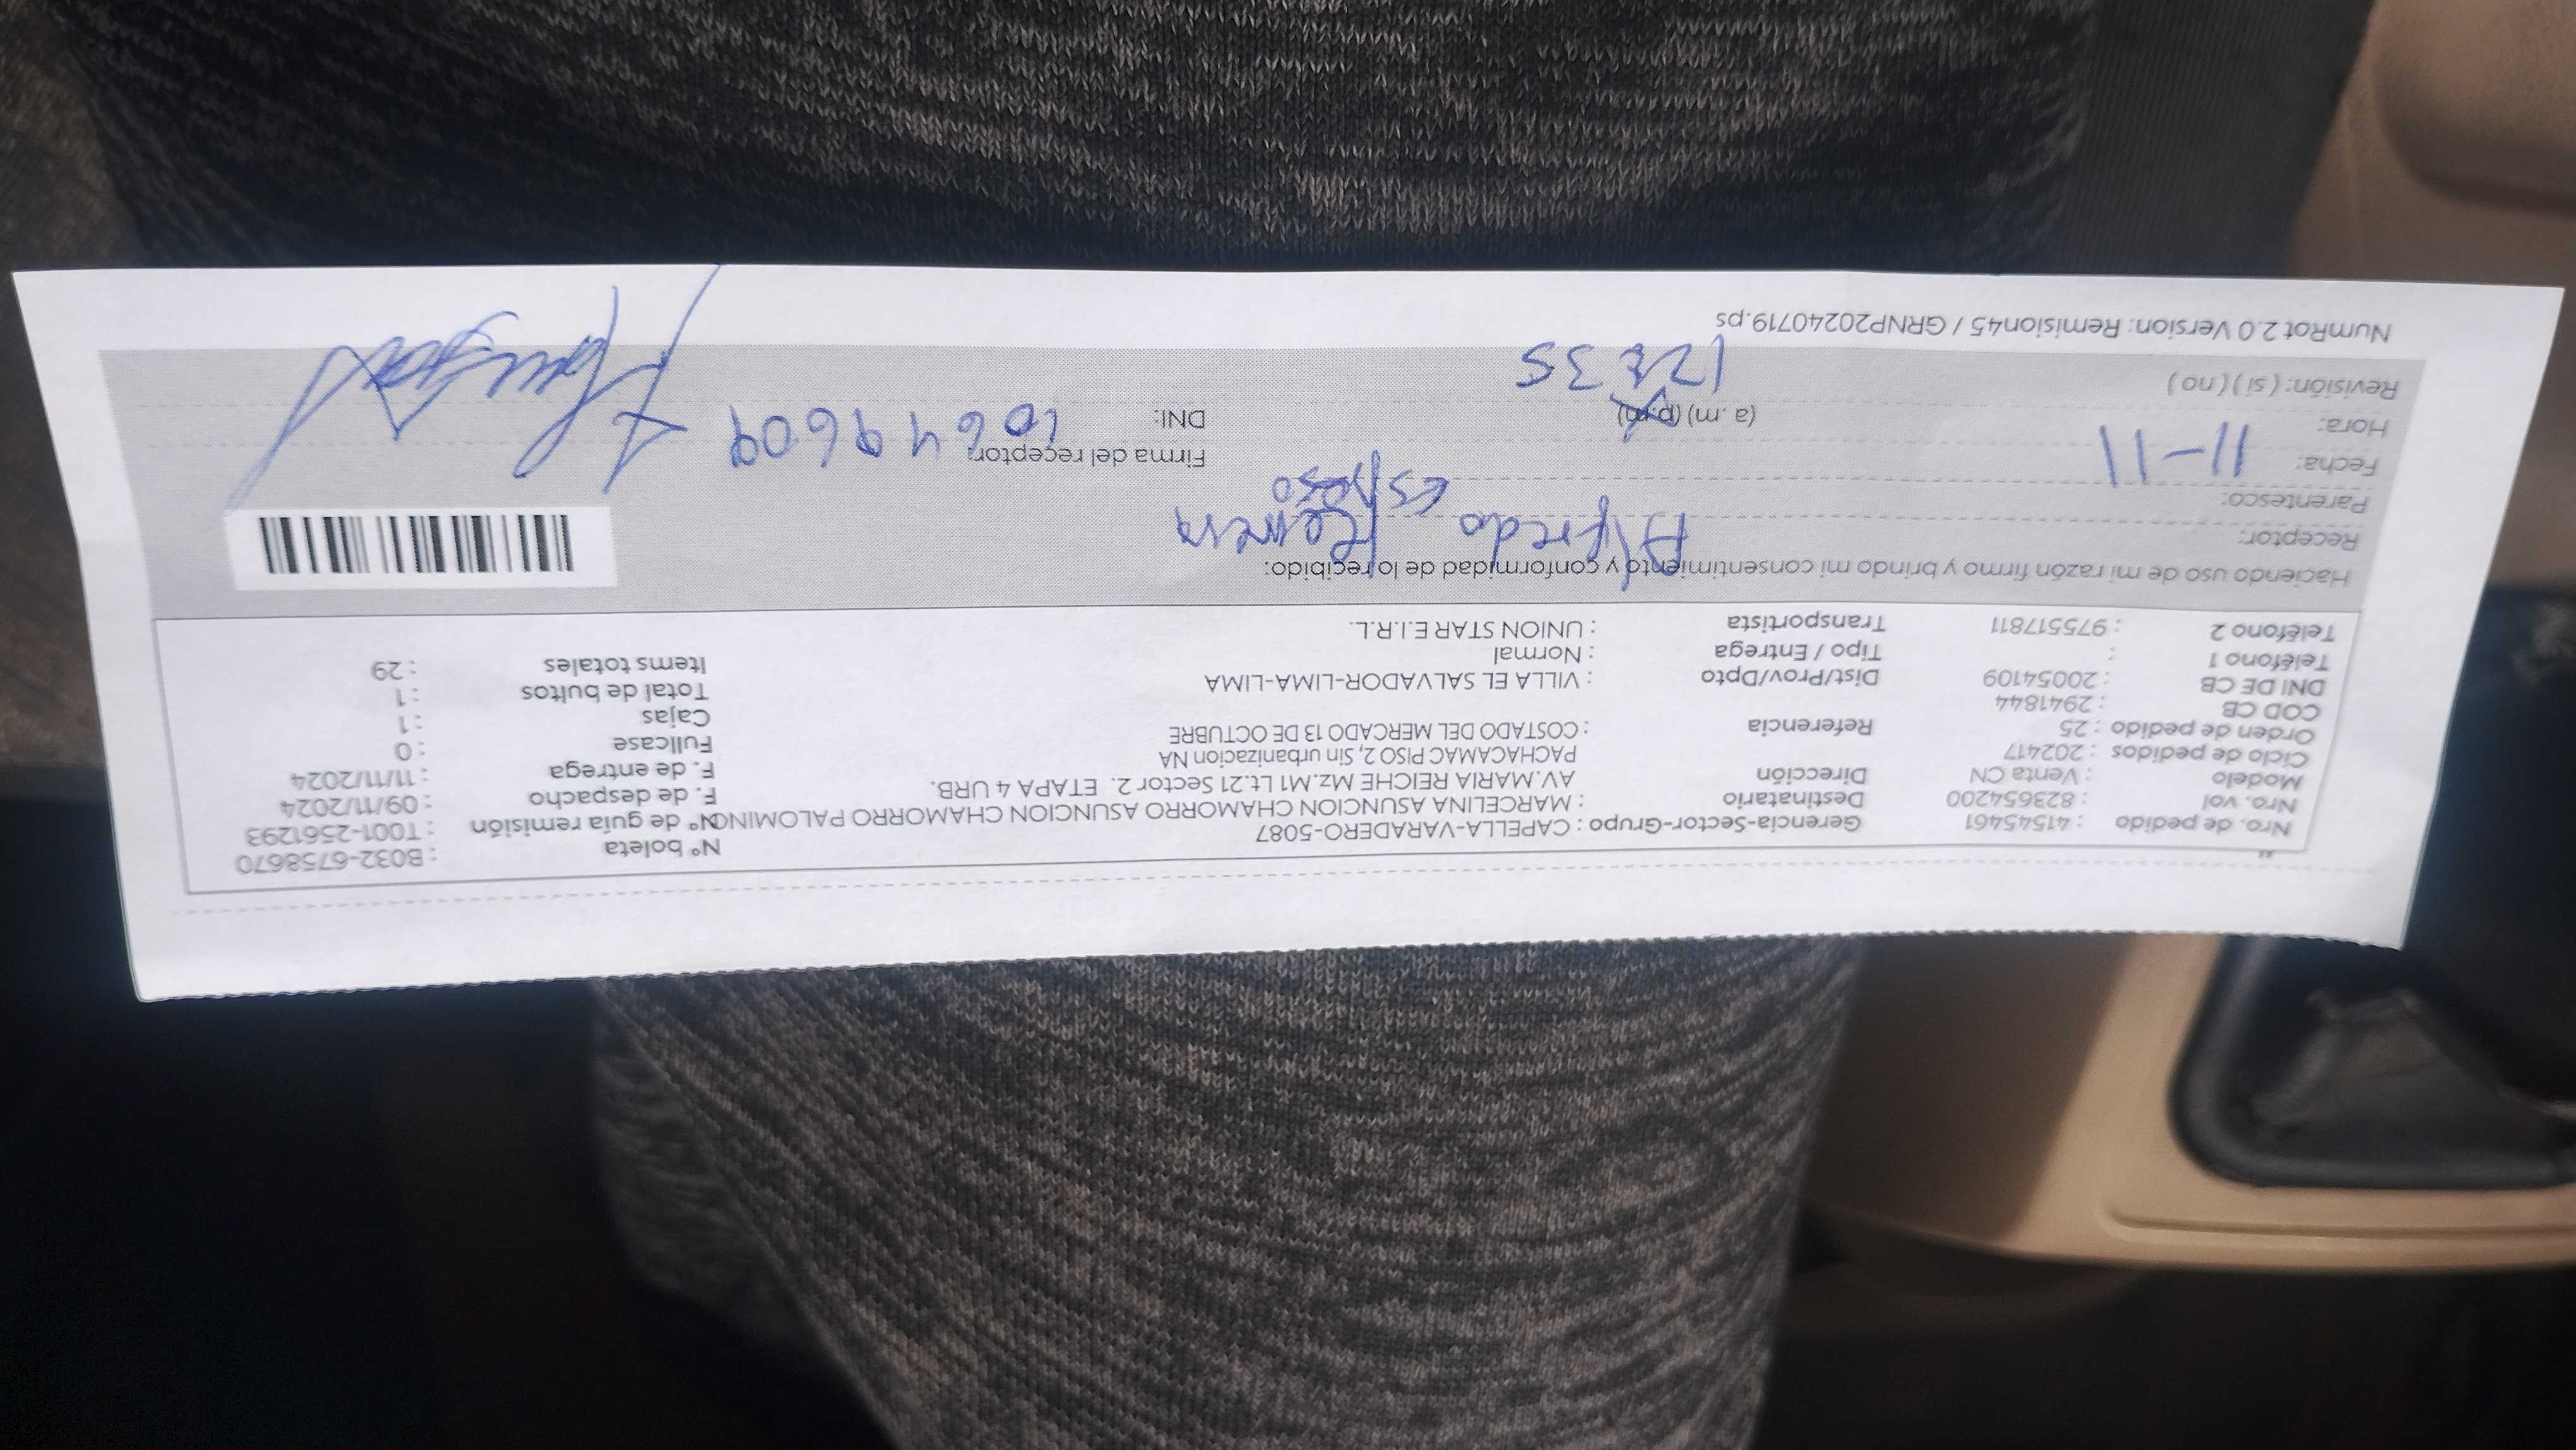 Nº boleta : B032-6758670
Nro. de pedido : 41545461 Gerencia-Sector-Grupo : CAPELLA-VARADERO-5087 Nº de guía remisión : T001-2561293
Nro. vol : 823654200 Destinatario : MARCELINA ASUNCION CHAMORRO CHAMORRO ASUNCION CHAMORRO PALOMINO F. de despacho : 09/11/2024
Modelo : Venta CN Dirección AV.MARIA REICHE Mz.M1 Lt.21 Sector 2. ETAPA 4 URB. F. de entrega : 11/11/2024
Ciclo de pedidos : 202417 PACHACAMAC PISO 2, Sin urbanizacion NA Fullcase : 0
Orden de pedido : 25 Referencia : COSTADO DEL MERCADO 13 DE OCTUBRE Cajas : 1
COD CB : 2941844 Total de bultos : 1
DNI DE CB : 20054109 Dist/Prov/Dpto : VILLA EL SALVADOR-LIMA-LIMA Items totales : 29
Teléfono 1 : Tipo / Entrega : Normal
Teléfono 2 : 975517811 Transportista : UNION STAR E.I.R.L.
Haciendo uso de mi razón firmo y brindo mi consentimiento y conformidad de lo recibido:
Receptor: Alfredo
Parentesco: esposo
Fecha: 11-11 Firma del receptor:
Hora: 12:35 (a.m) (p.m) DNI: 10649609
Revisión: ( si ) ( no )
NumRot 2.0 Version: Remision45 / GRNP20240719.ps